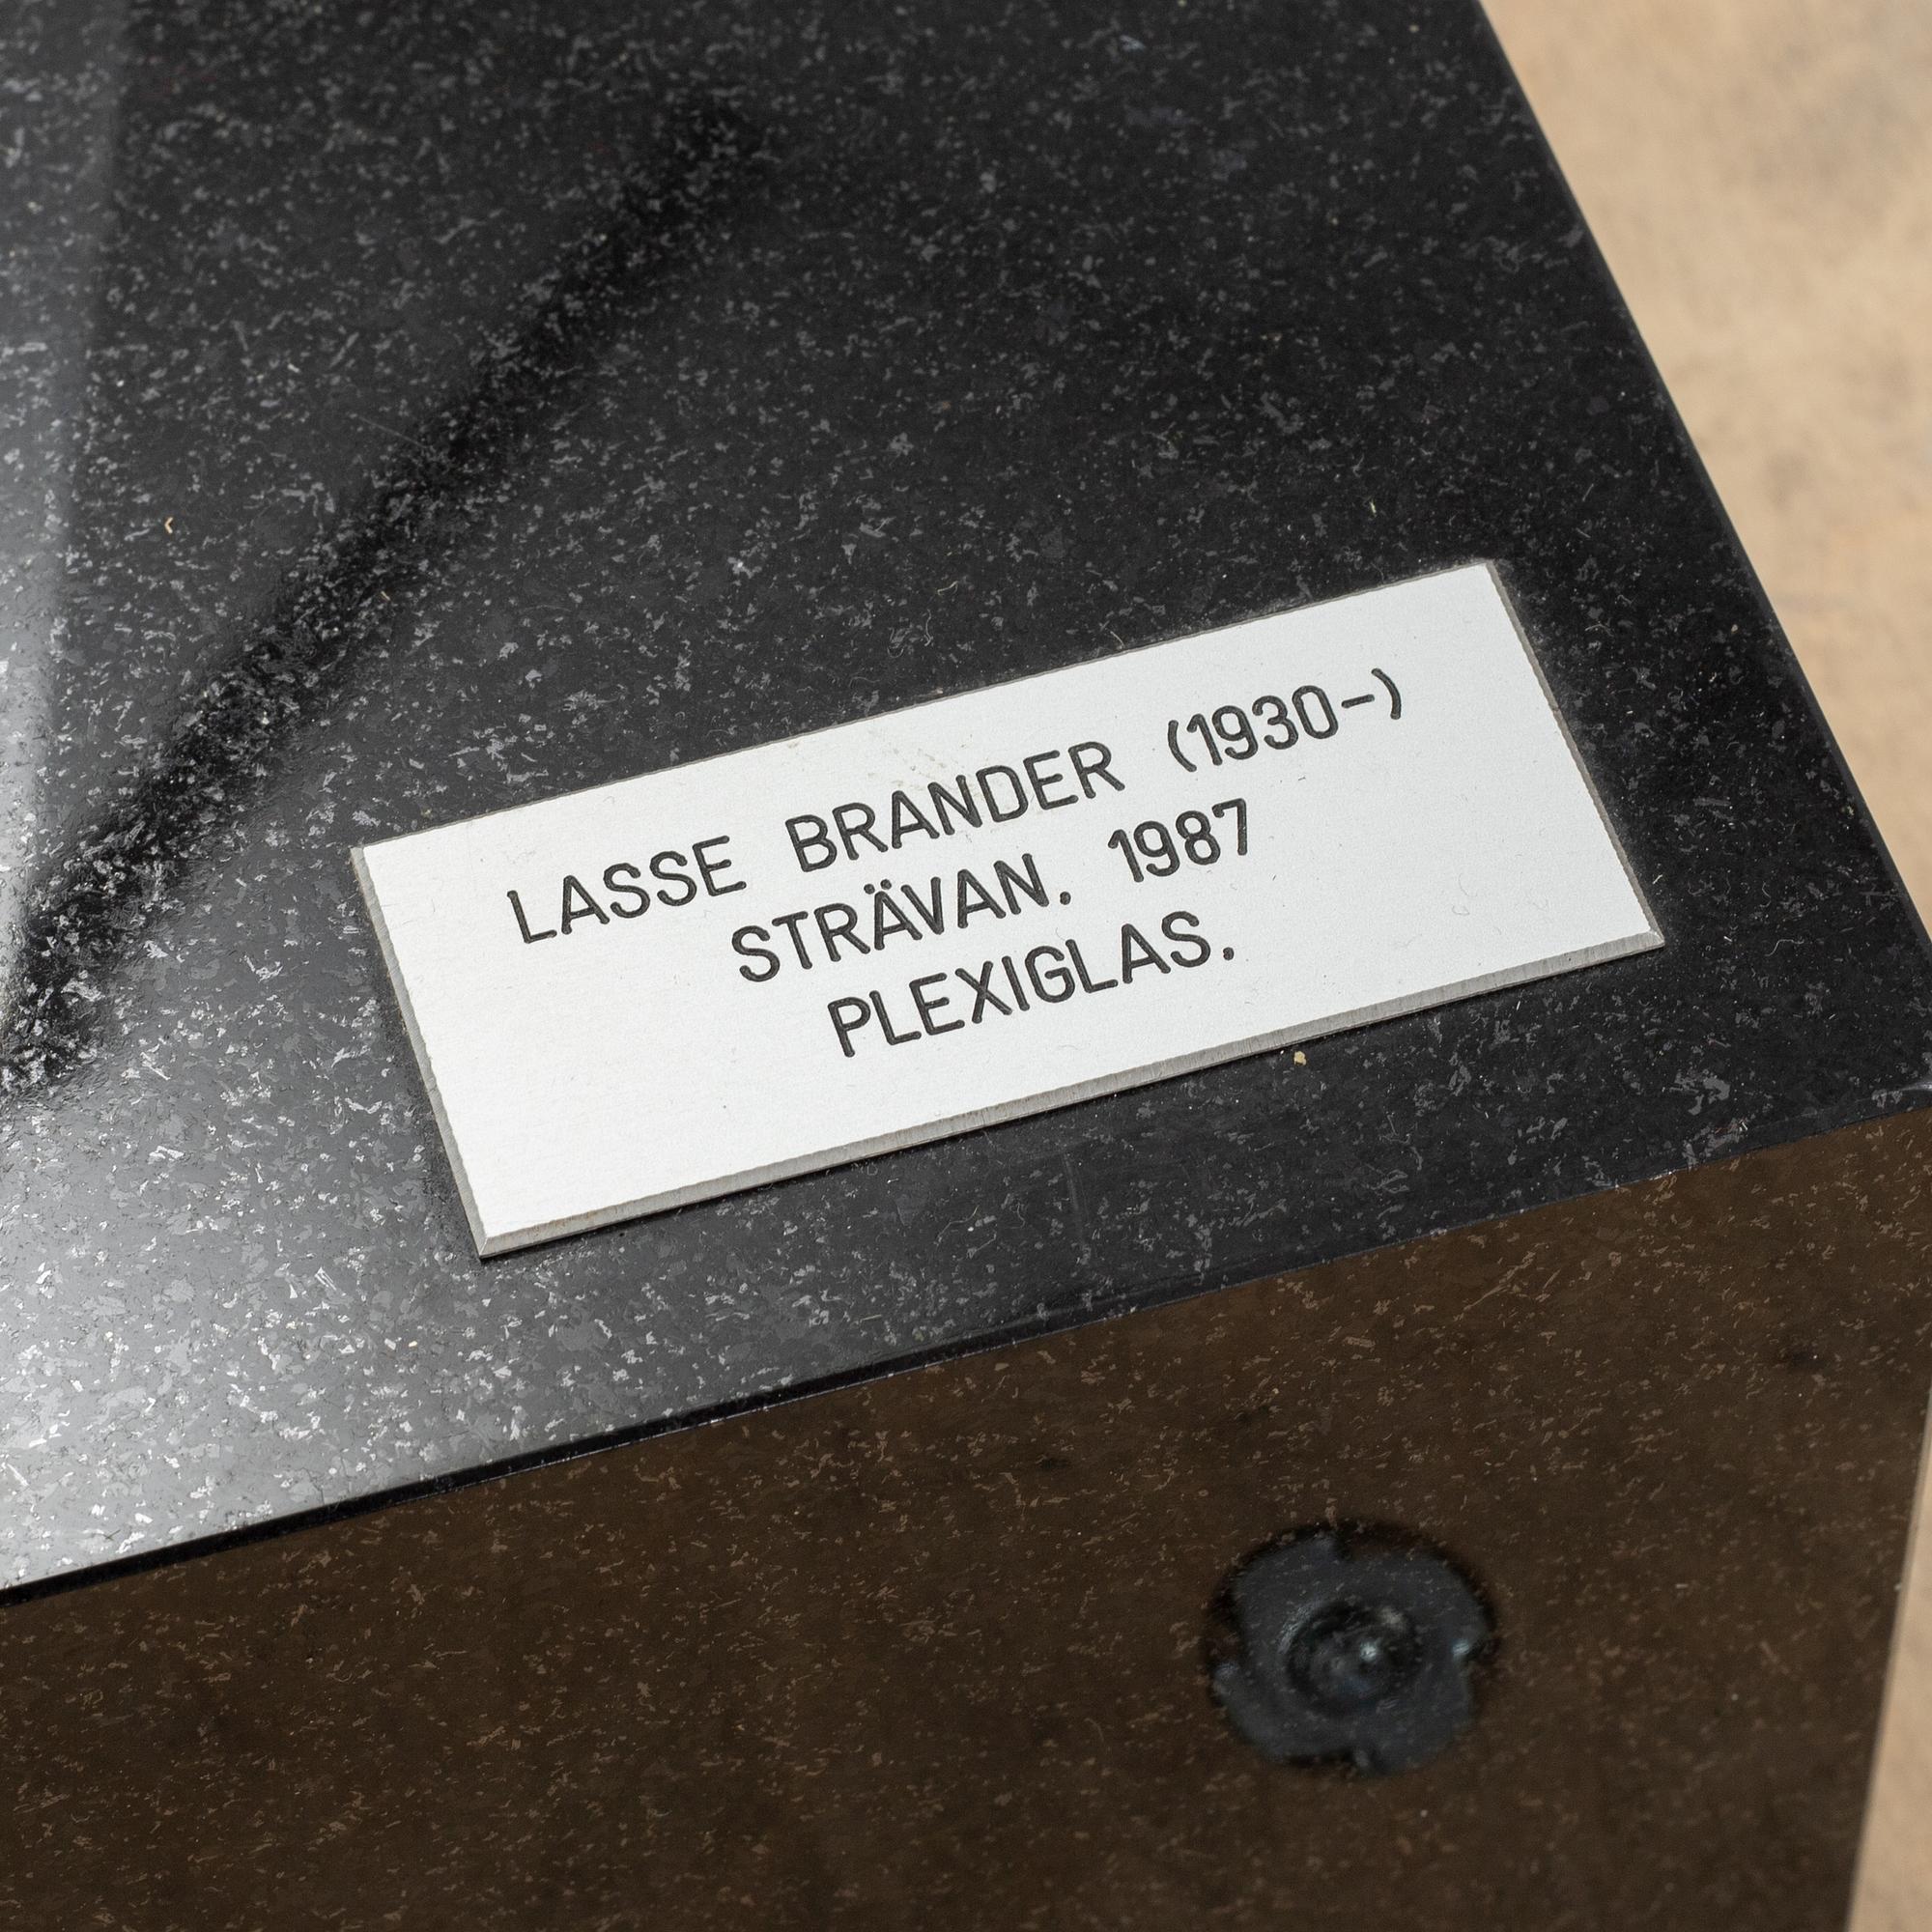 LASSE BRANDER (1930-)
STRÄVAN. 1987
PLEXIGLAS.